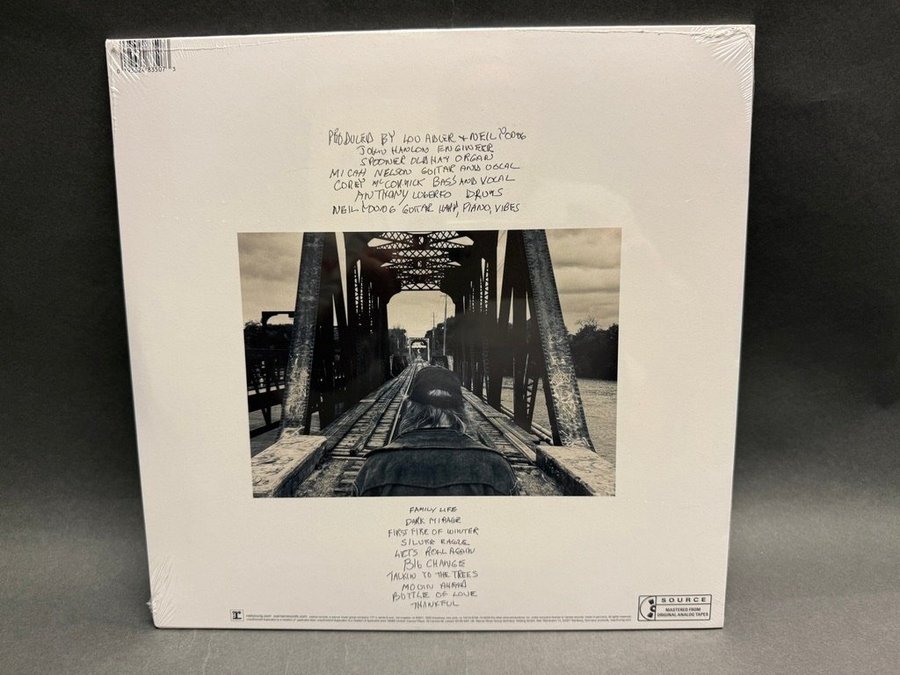 PRODUCED BY LOU ADLER + NEIL YOUNG
JOHN HANLON ENGINEER
SPOONER OLDHAM ORGAN
MICAH NELSON GUITAR AND VOCAL
COREY McCORMICK BASS AND VOCAL
ANTHONY LOGERFO DRUMS
NEIL YOUNG GUITAR HARP, PIANO, VIBES
FAMILY LIFE
DARK MIRAGE
FIRST FIRE OF WINTER
SILVER EAGLE
LETS ROLL AGAIN
BIG CHANGE
TALKIN TO THE TREES
MOVIN AHEAD
BOTTLE OF LOVE
THANKFUL
SOURCE
MASTERED FROM
ORIGINAL ANALOG TAPES